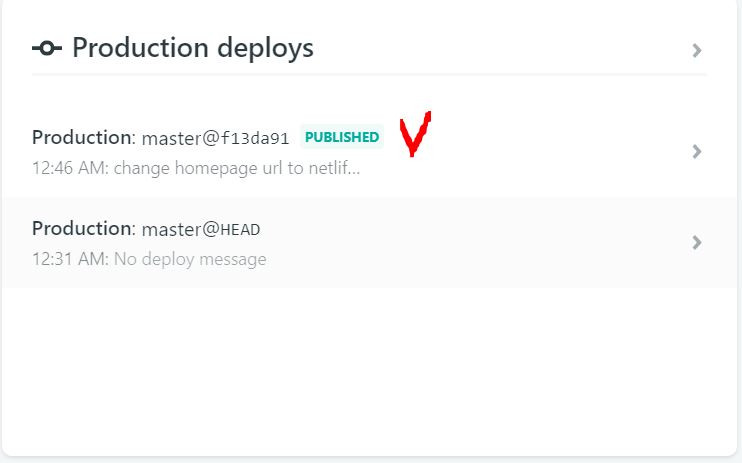 Production deploys
Production: master@f13da91 PUBLISHED
12:46 AM: change homepage url to netlif...
Production: master@HEAD
12:31 AM: No deploy message